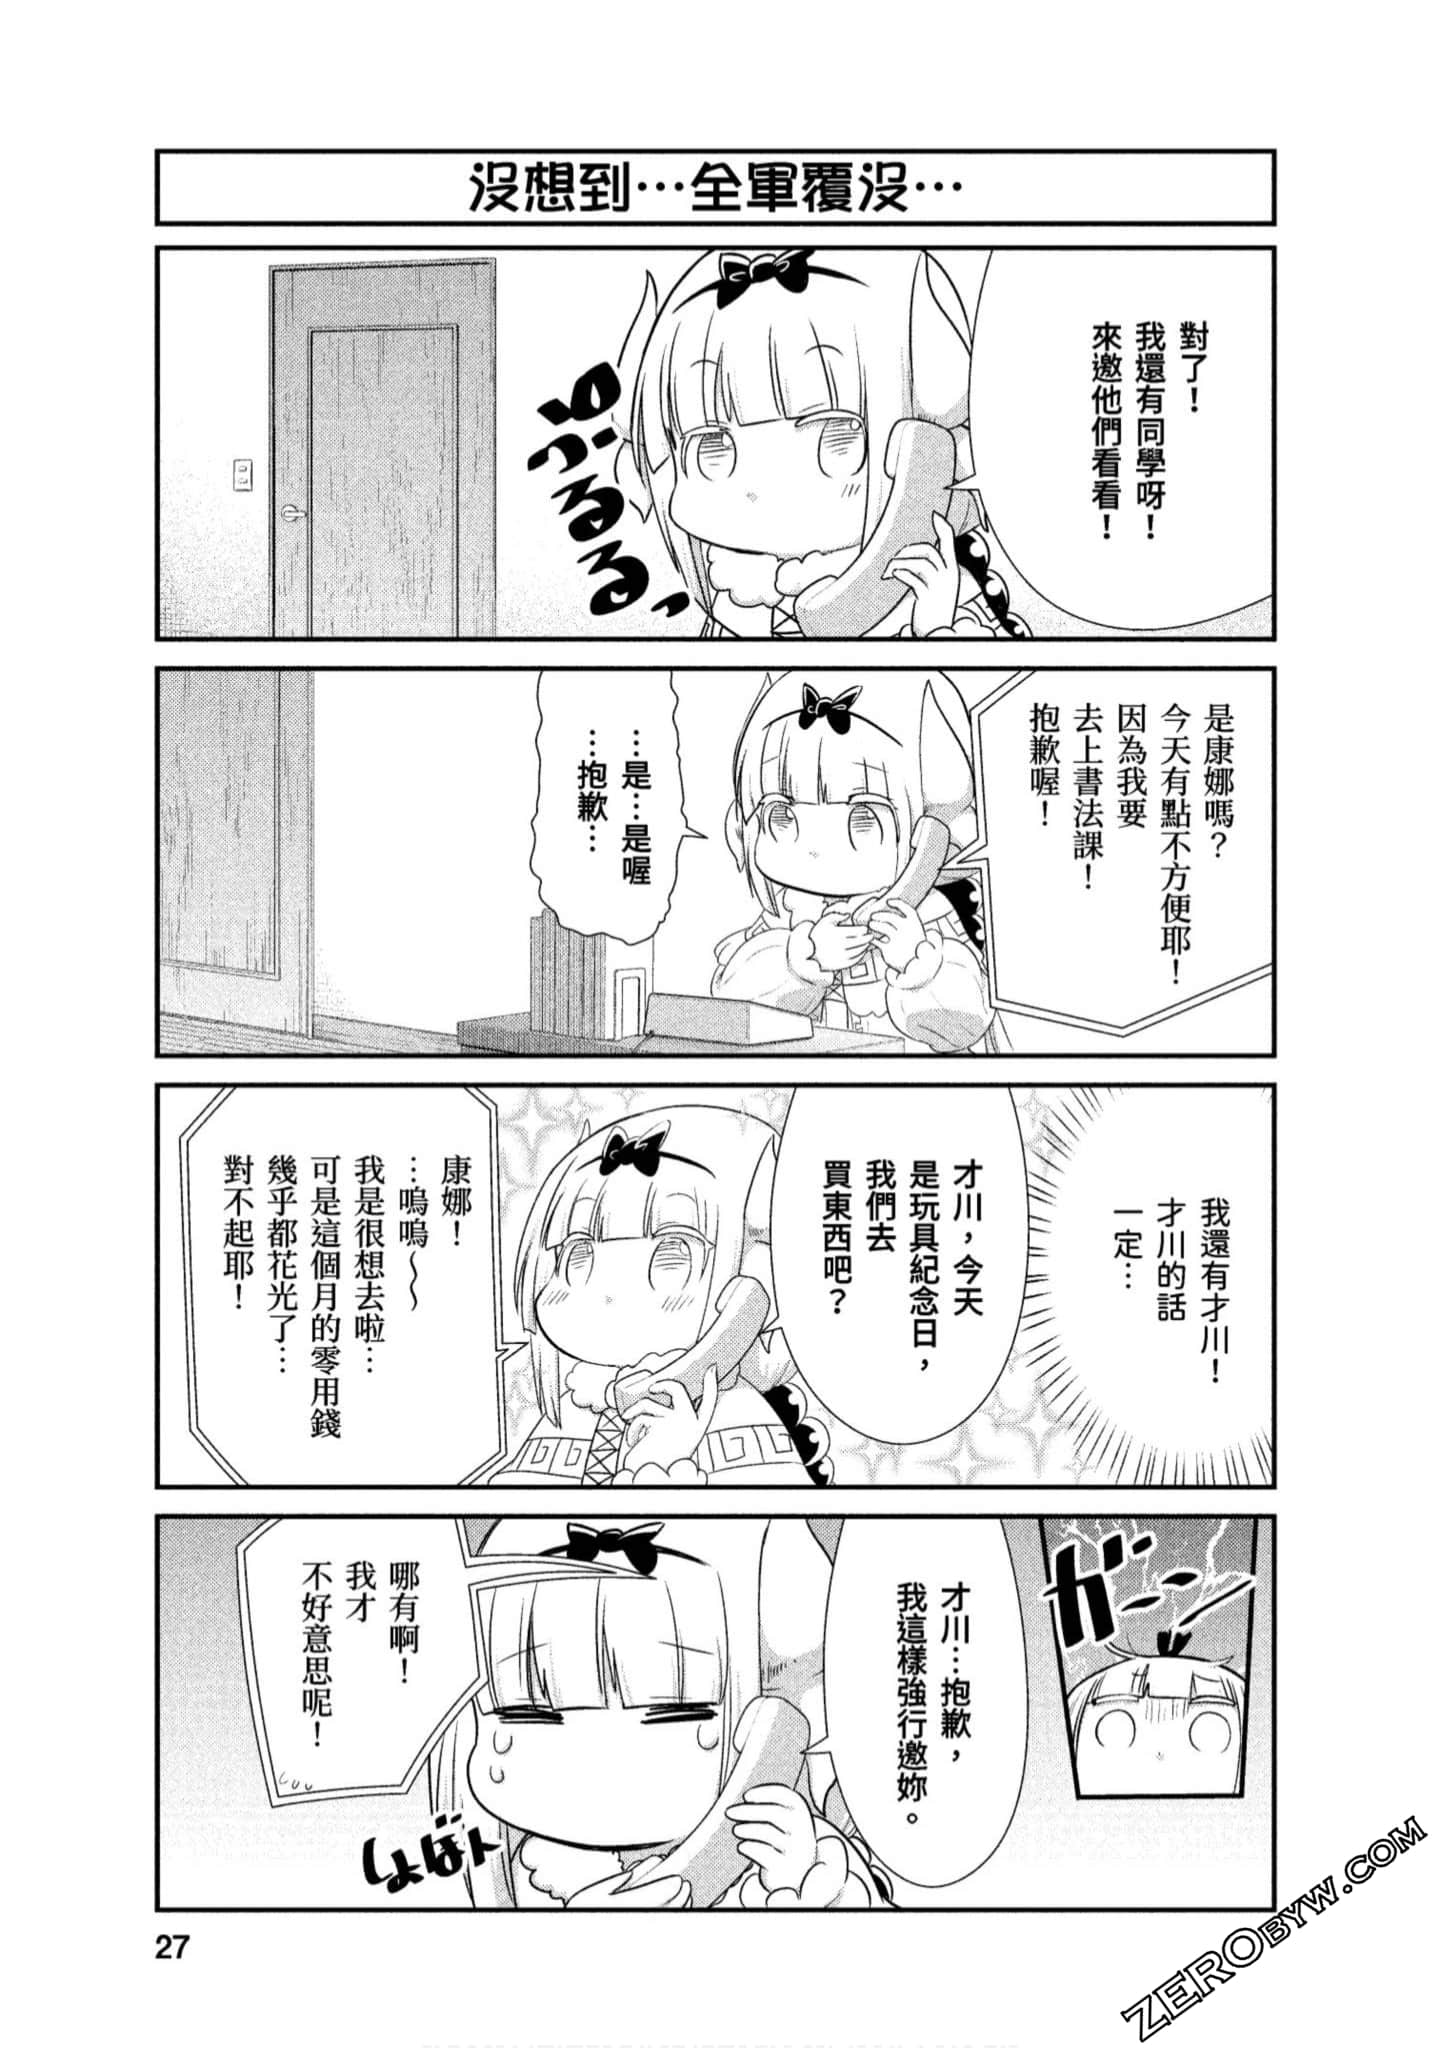 沒想到…全軍覆沒…
對了！
我還有同學呀！
來邀他們看看！
ぷーっ
るるるっ
是康娜嗎？
今天有點不方便耶！
因為我要
去上書法課！
抱歉喔！
…是…是喔
…抱歉…
我還有才川！
才川的話
一定…
才川，今天
是玩具紀念日，
我們去
買東西吧？
康娜！
…嗚嗚～～
我是很想去啦…
可是這個月的零用錢
幾乎都花光了…
對不起耶！
ガーン
才川…抱歉，
我這樣強行邀妳。
哪有啊！
我才
不好意思呢！
しょぼん
27
ZEROBYW.COM